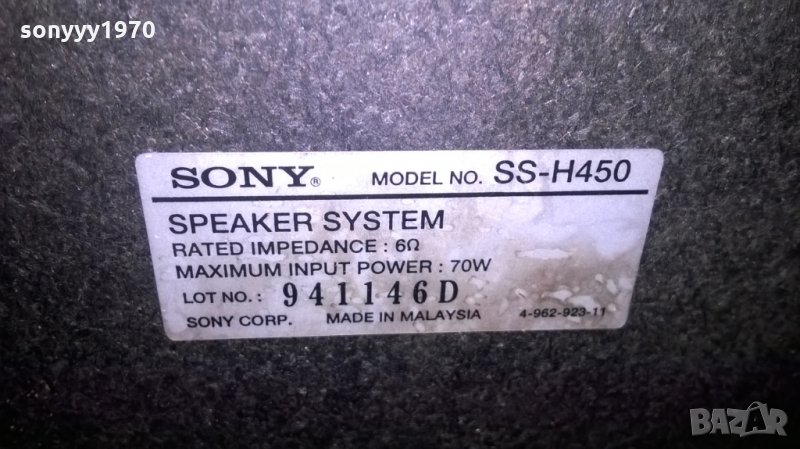 sonyyy1970
SONY® MODEL NO. SS-H450
SPEAKER SYSTEM
RATED IMPEDANCE : 6Ω
MAXIMUM INPUT POWER : 70W
LOT NO. : 941146D
SONY CORP. MADE IN MALAYSIA 4-962-923-11
BAZAR